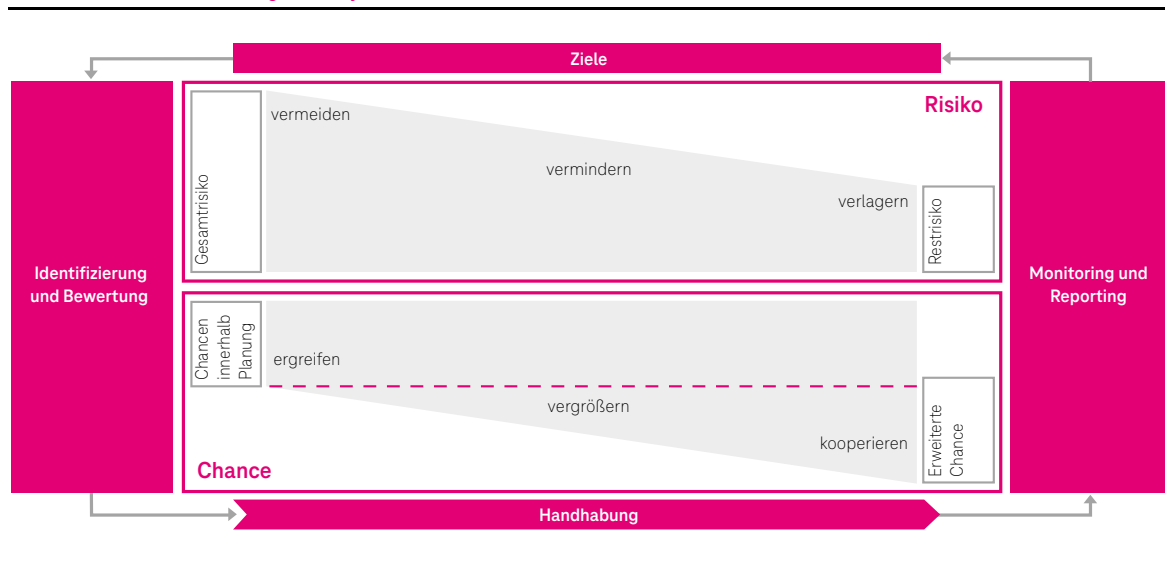 Ziele
Risiko
vermeiden
vermindern
verlagern
Gesamtrisiko
Restrisiko
Identifizierung
und Bewertung
Monitoring und
Reporting
Chancen
innerhalb
Planung
ergreifen
vergrößern
kooperieren
Erweiterte
Chance
Chance
Handhabung